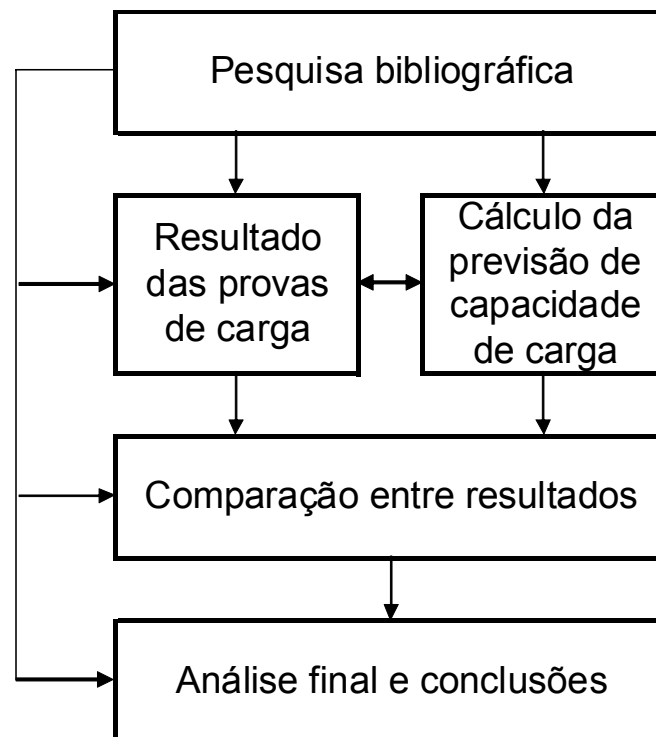 Pesquisa bibliográfica
Resultado
das provas
de carga
Cálculo da
previsão de
capacidade
de carga
Comparação entre resultados
Análise final e conclusões